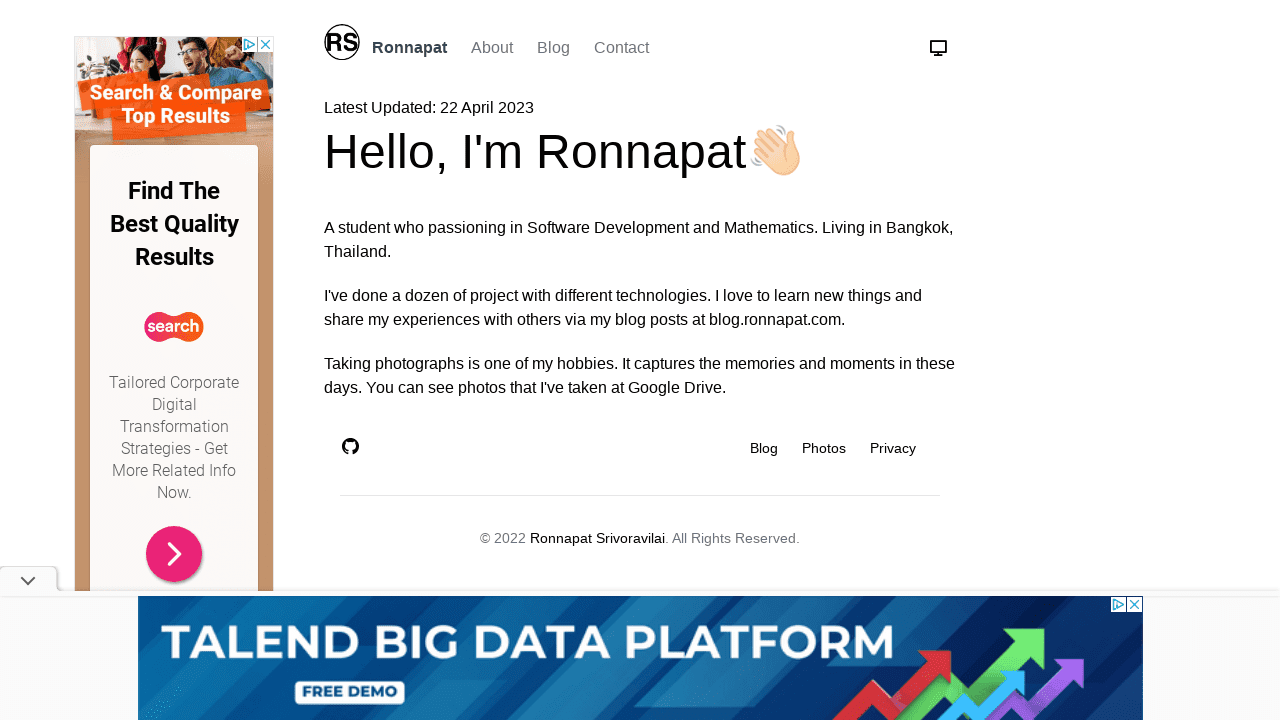 RS
Ronnapat About Blog Contact
Latest Updated: 22 April 2023
Hello, I'm Ronnapat👋🏻
A student who passioning in Software Development and Mathematics. Living in Bangkok,
Thailand.
I've done a dozen of project with different technologies. I love to learn new things and
share my experiences with others via my blog posts at blog.ronnapat.com.
Taking photographs is one of my hobbies. It captures the memories and moments in these
days. You can see photos that I've taken at Google Drive.
Blog Photos Privacy
© 2022 Ronnapat Srivoravilai. All Rights Reserved.
Search & Compare
Top Results
Find The
Best Quality
Results
search
Tailored Corporate
Digital
Transformation
Strategies - Get
More Related Info
Now.
TALEND BIG DATA PLATFORM
FREE DEMO